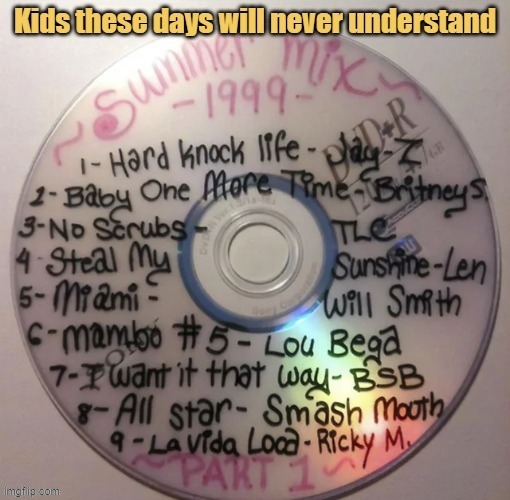 Kids these days will never understand
~Summer Mix~
-1999-
1- Hard knock life - Jay Z
2- Baby One More Time - Britney S.
3- No Scrubs - TLC
4- Steal My Sunshine - Len
5- Miami - Will Smith
6- mambo #5 - Lou Bega
7- I want it that way - BSB
8- All star - Smash Mouth
9 - La Vida Loca - Ricky M.
~PART 1~
DVD+R
imgflip.com